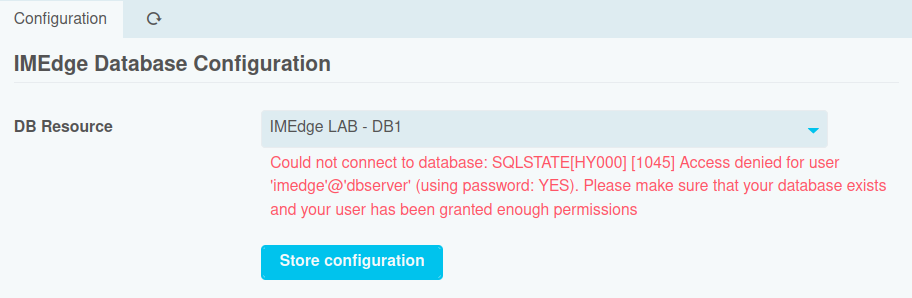 Configuration
IMEdge Database Configuration
DB Resource
IMEdge LAB - DB1
Could not connect to database: SQLSTATE[HY000] [1045] Access denied for user
'imedge'@'dbserver' (using password: YES). Please make sure that your database exists
and your user has been granted enough permissions
Store configuration